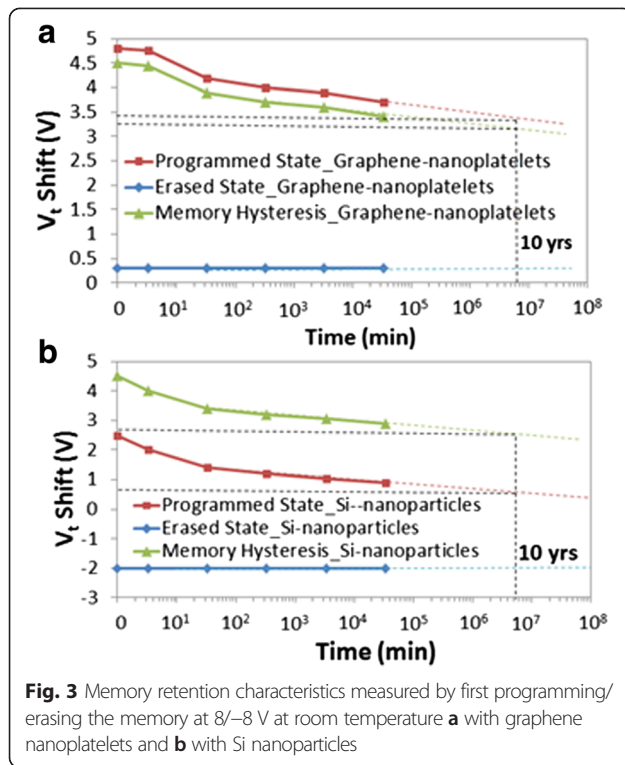 a
5
4.5
4
3.5
3
2.5
2
1.5
1
0.5
0
Vt Shift (V)
Programmed State_Graphene-nanoplatelets
Erased State_Graphene-nanoplatelets
Memory Hysteresis_Graphene-nanoplatelets
10 yrs
0 10¹ 10² 10³ 10⁴ 10⁵ 10⁶ 10⁷ 10⁸
Time (min)
b
5
4
3
2
1
0
-1
-2
-3
Vt Shift (V)
Programmed State_Si--nanoparticles
Erased State_Si-nanoparticles
Memory Hysteresis_Si-nanoparticles
10 yrs
0 10¹ 10² 10³ 10⁴ 10⁵ 10⁶ 10⁷ 10⁸
Time (min)
Fig. 3 Memory retention characteristics measured by first programming/
erasing the memory at 8/−8 V at room temperature a with graphene
nanoplatelets and b with Si nanoparticles